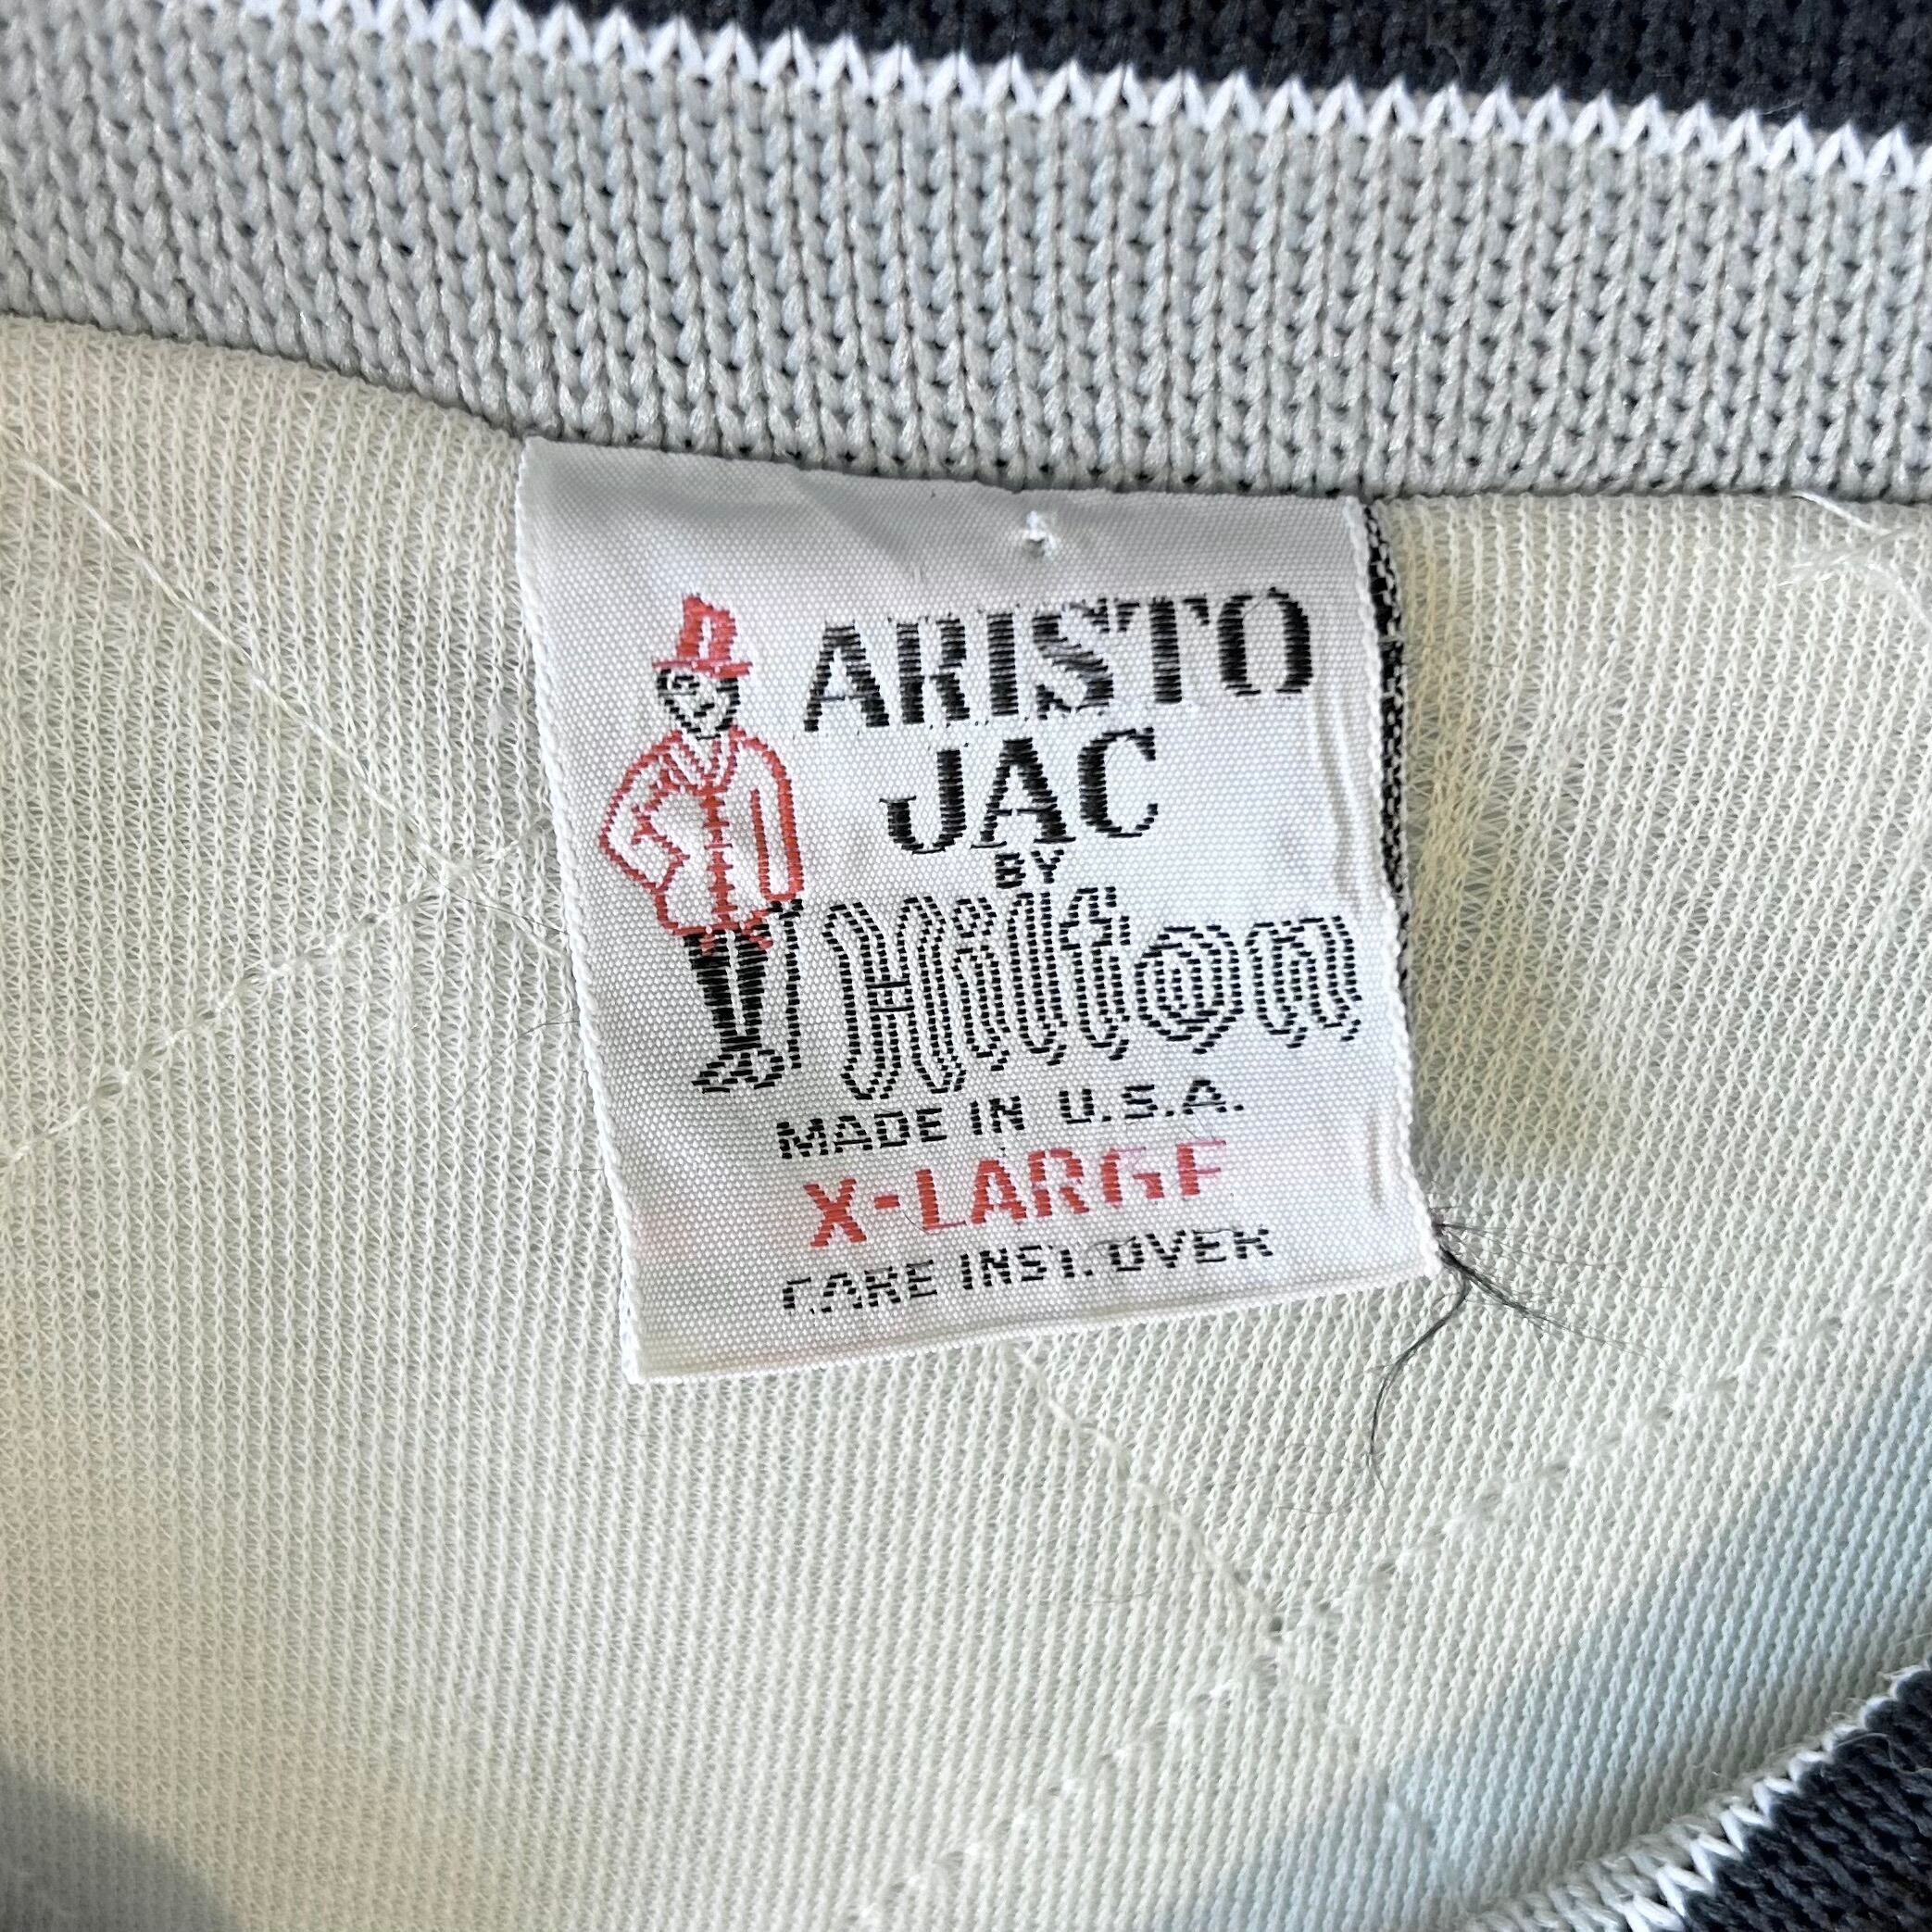 ARISTO
JAC
BY
Hilton
MADE IN U.S.A.
X-LARGE
CARE INST. OVER